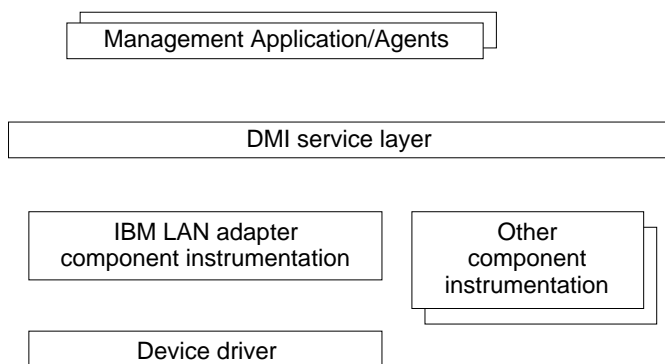 Management Application/Agents
DMI service layer
IBM LAN adapter
component instrumentation
Other
component
instrumentation
Device driver